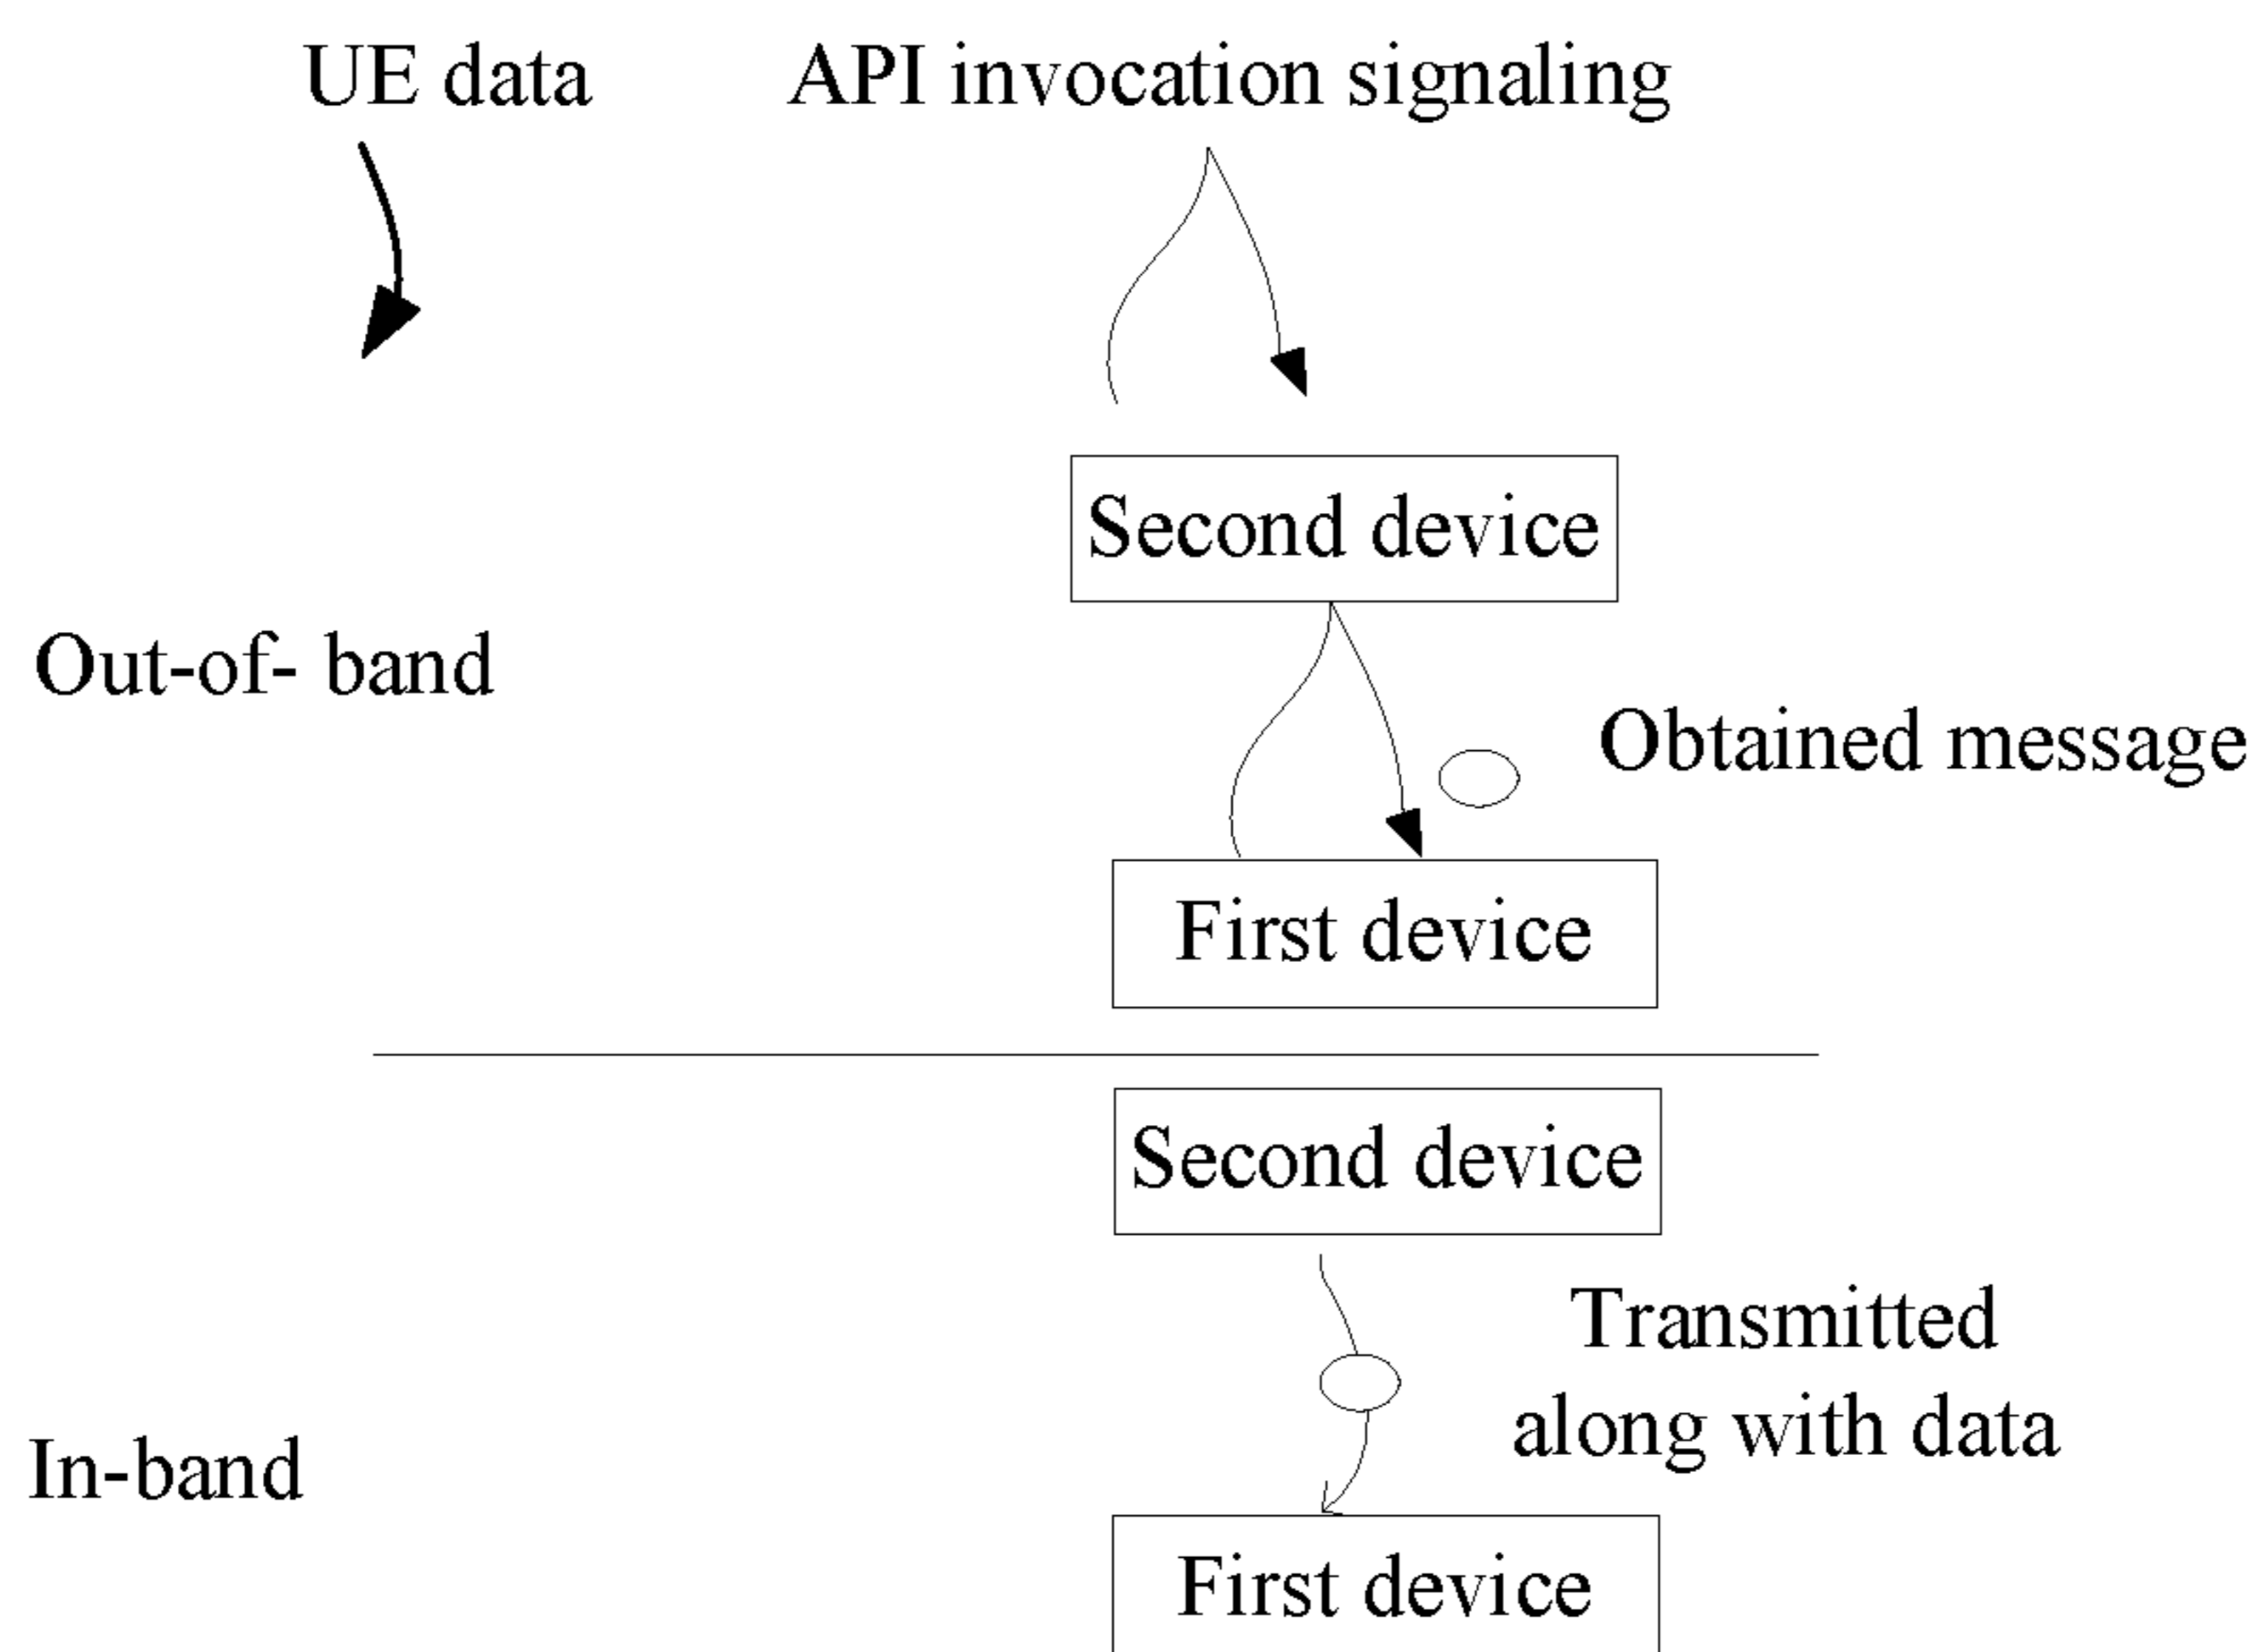 UE data
API invocation signaling
Second device
Out-of- band
Obtained message
First device
Second device
Transmitted
along with data
In-band
First device